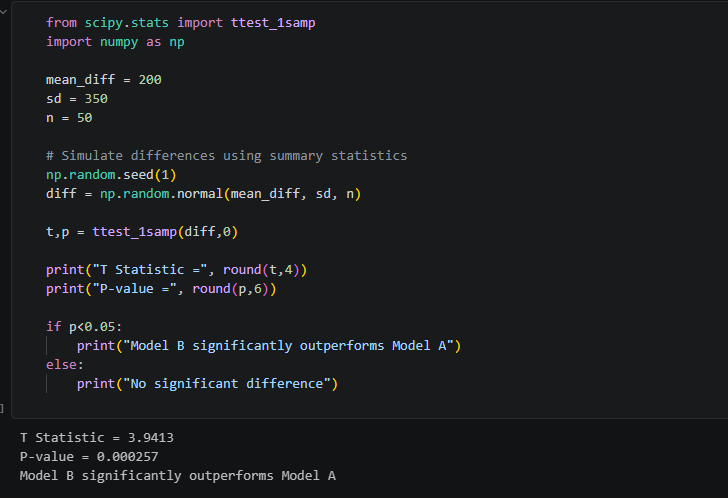 from scipy.stats import ttest_1samp
import numpy as np
mean_diff = 200
sd = 350
n = 50
# Simulate differences using summary statistics
np.random.seed(1)
diff = np.random.normal(mean_diff, sd, n)
t,p = ttest_1samp(diff,0)
print("T Statistic =", round(t,4))
print("P-value =", round(p,6))
if p<0.05:
    print("Model B significantly outperforms Model A")
else:
    print("No significant difference")
]
T Statistic = 3.9413
P-value = 0.000257
Model B significantly outperforms Model A